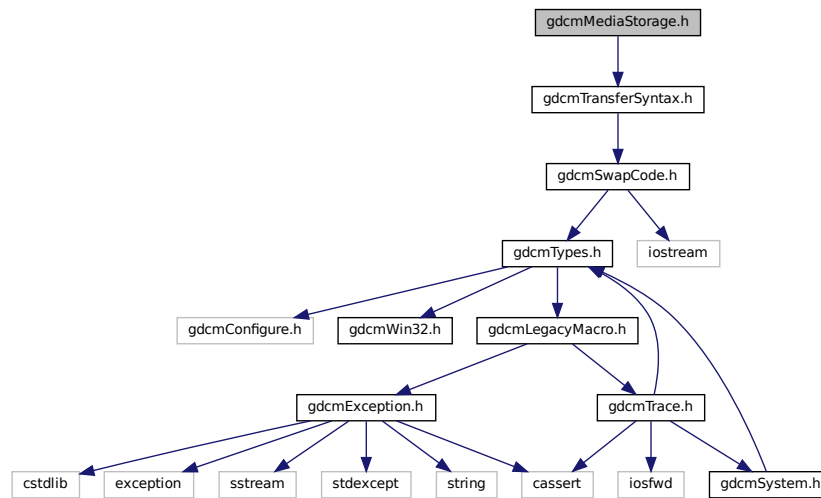 gdcmMediaStorage.h
gdcmTransferSyntax.h
gdcmSwapCode.h
gdcmTypes.h
iostream
gdcmConfigure.h
gdcmWin32.h
gdcmLegacyMacro.h
gdcmException.h
gdcmTrace.h
cstdlib
exception
sstream
stdexcept
string
cassert
iosfwd
gdcmSystem.h